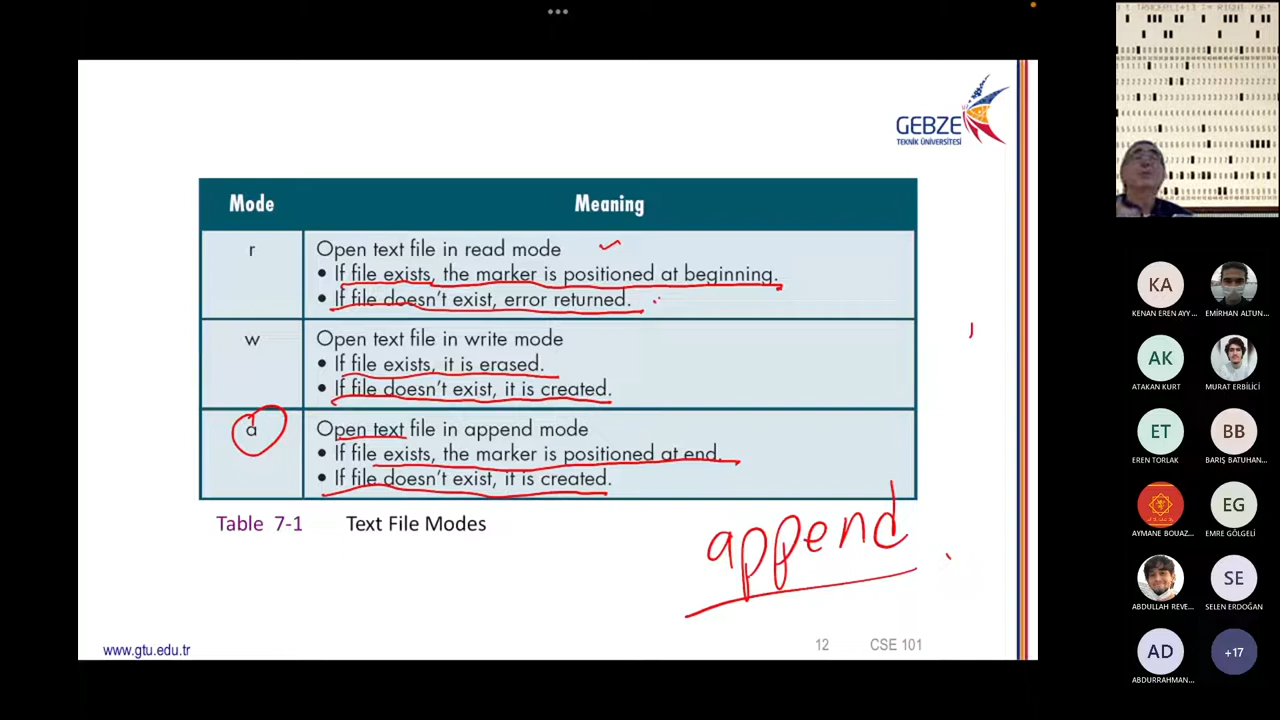 GEBZE
TEKNİK ÜNİVERSİTESİ
Mode Meaning
r Open text file in read mode
• If file exists, the marker is positioned at beginning.
• If file doesn't exist, error returned.
w Open text file in write mode
• If file exists, it is erased.
• If file doesn't exist, it is created.
a Open text file in append mode
• If file exists, the marker is positioned at end.
• If file doesn't exist, it is created.
Table 7-1 Text File Modes
append
www.gtu.edu.tr 12 CSE 101
KA
KENAN EREN AYY... EMİRHAN ALTUN...
AK
ATAKAN KURT MURAT ERBİLİCİ
ET BB
EREN TORLAK BARIŞ BATUHAN...
EG
AYMANE BOUAZ... EMRE GÖLGELİ
SE
ABDULLAH REVE... SELEN ERDOĞAN
AD +17
ABDURRAHMAN...